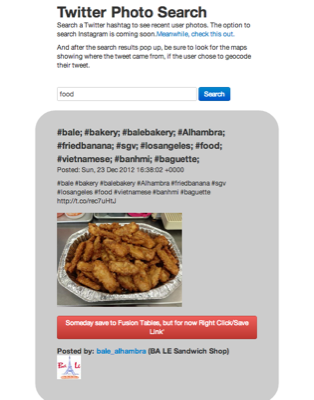 Twitter Photo Search
Search a Twitter hashtag to see recent user photos. The option to
search Instagram is coming soon.Meanwhile, check this out.
And after the search results pop up, be sure to look for the maps
showing where the tweet came from, if the user chose to geocode
their tweet.
food
Search
#bale; #bakery; #balebakery; #Alhambra;
#friedbanana; #sgv; #losangeles; #food;
#vietnamese; #banhmi; #baguette;
Posted: Sun, 23 Dec 2012 16:38:02 +0000
#bale #bakery #balebakery #Alhambra #friedbanana #sgv
#losangeles #food #vietnamese #banhmi #baguette
http://t.co/rec7uHtJ
Someday save to Fusion Tables, but for now Right Click/Save
Link'
Posted by: bale_alhambra (BA LE Sandwich Shop)
BA LE